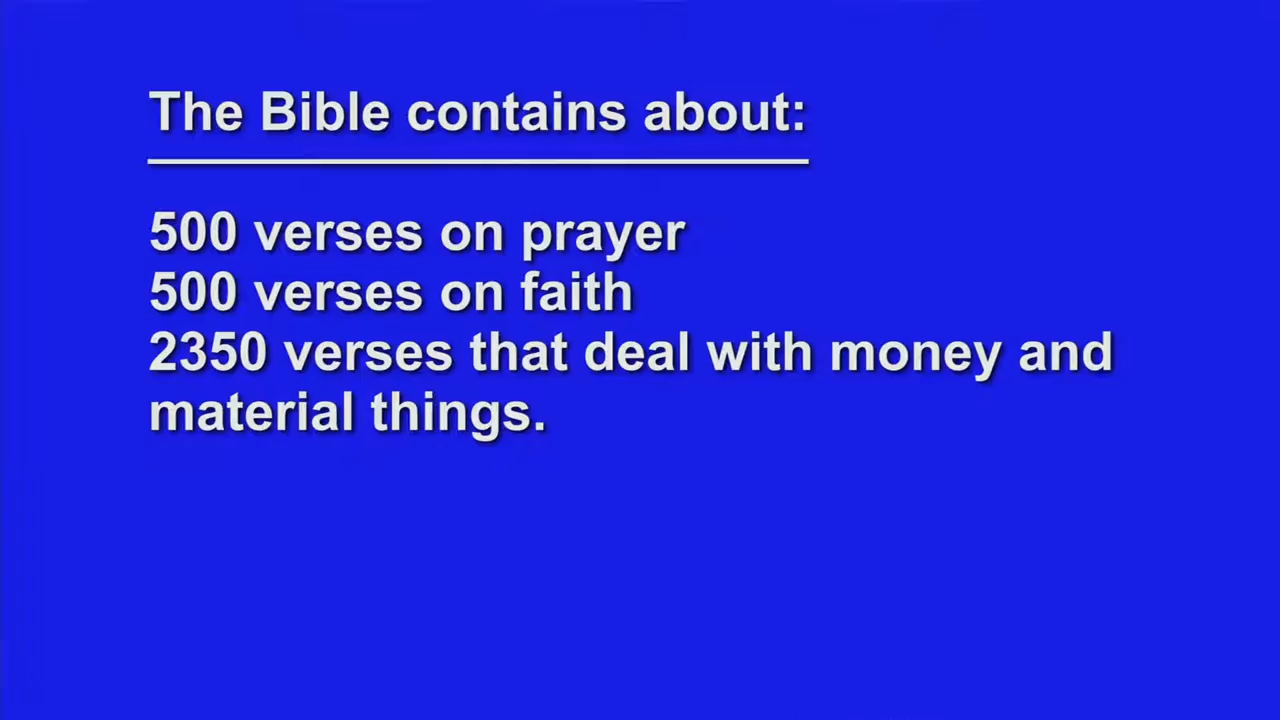 The Bible contains about:
500 verses on prayer
500 verses on faith
2350 verses that deal with money and
material things.